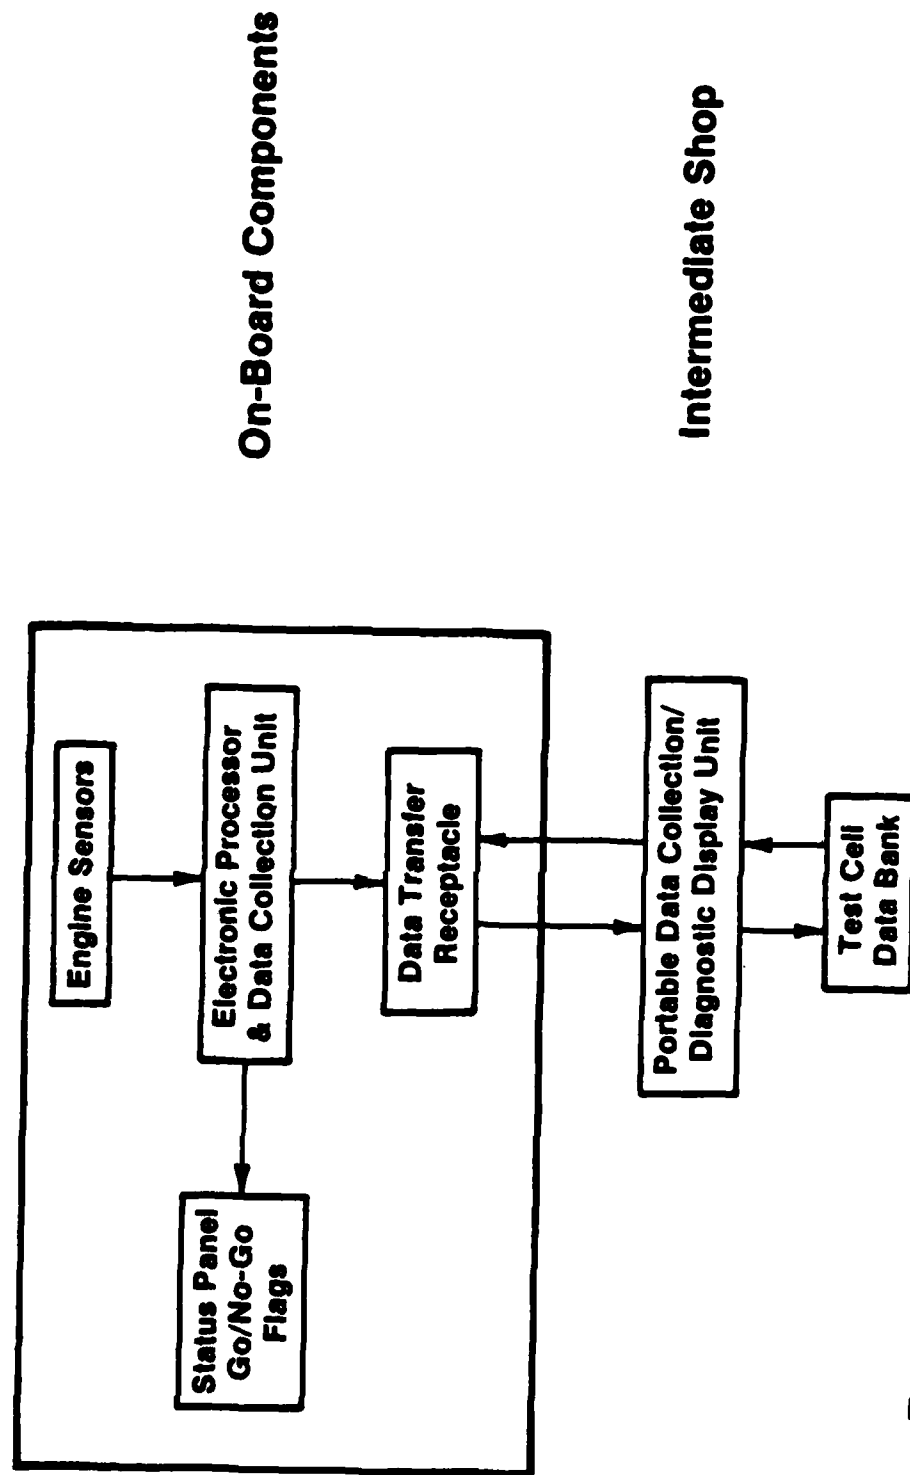 On-Board Components
Engine Sensors
Electronic Processor
& Data Collection Unit
Status Panel
Go/No-Go
Flags
Data Transfer
Receptacle
Intermediate Shop
Portable Data Collection/
Diagnostic Display Unit
Test Cell
Data Bank